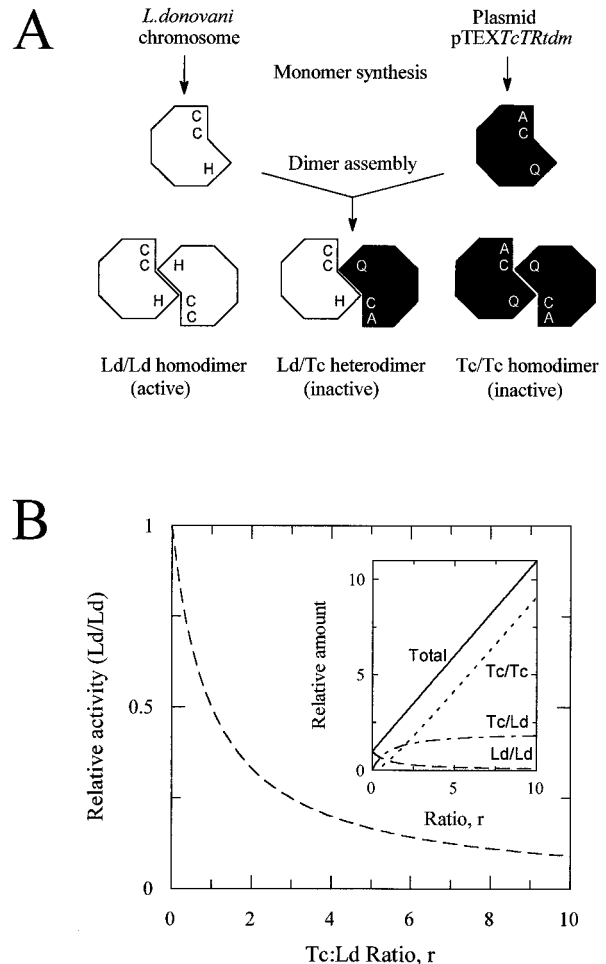 A
L.donovani
chromosome
Plasmid
pTEXTcTRtdm
Monomer synthesis
C
C
H
A
C
Q
Dimer assembly
C
C
H
H
C
C
C
C
Q
H
C
A
A
C
Q
Q
C
A
Ld/Ld homodimer
(active)
Ld/Tc heterodimer
(inactive)
Tc/Tc homodimer
(inactive)
B
Relative activity (Ld/Ld)
1
0.5
0
0
2
4
6
8
10
Tc:Ld Ratio, r
Relative amount
10
5
0
0
5
10
Ratio, r
Total
Tc/Tc
Tc/Ld
Ld/Ld